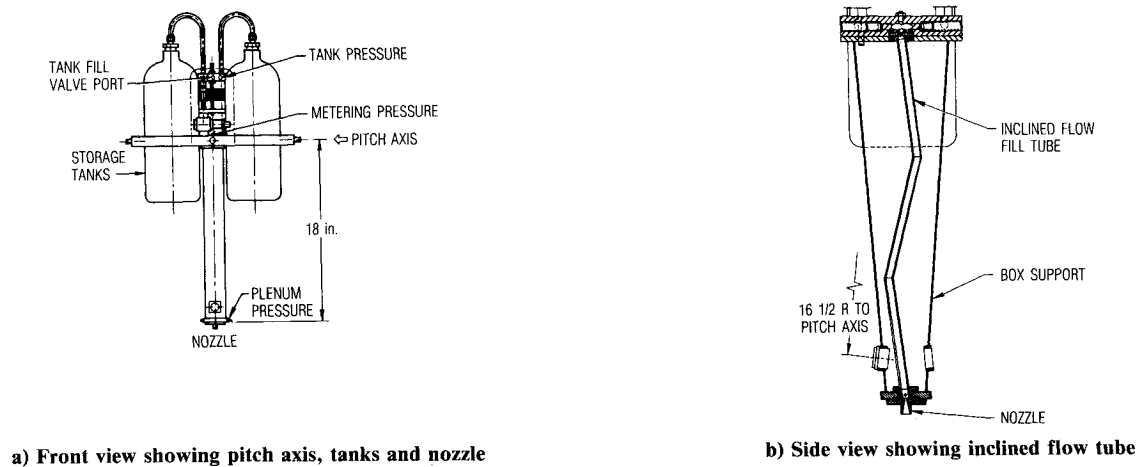 TANK FILL
VALVE PORT
TANK PRESSURE
METERING PRESSURE
⇦ PITCH AXIS
STORAGE
TANKS
18 in.
PLENUM
PRESSURE
NOZZLE
a) Front view showing pitch axis, tanks and nozzle
INCLINED FLOW
FILL TUBE
BOX SUPPORT
16 1/2 R TO
PITCH AXIS
NOZZLE
b) Side view showing inclined flow tube